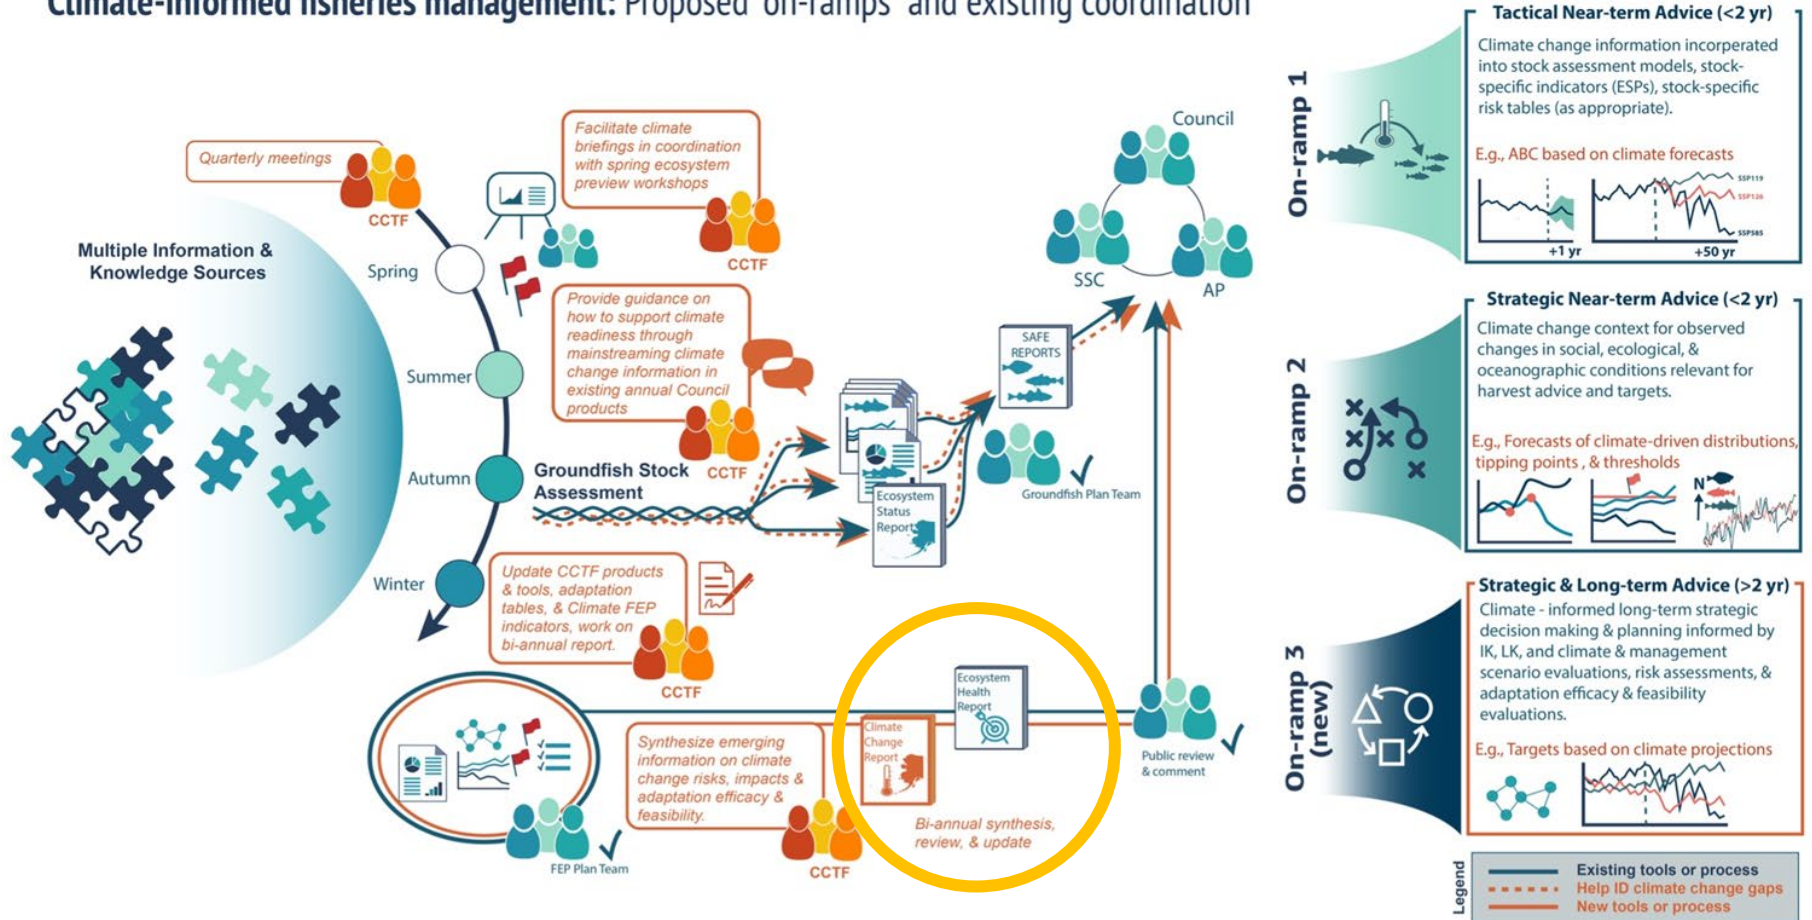 Climate-informed fisheries management: Proposed "on-ramps" and existing coordination
Quarterly meetings
CCTF
Facilitate climate
briefings in coordination
with spring ecosystem
preview workshops
CCTF
Multiple Information &
Knowledge Sources
Spring
Summer
Autumn
Winter
Provide guidance on
how to support climate
readiness through
mainstreaming climate
change information in
existing annual Council
products
CCTF
Groundfish Stock
Assessment
Ecosystem
Status
Report
SAFE
REPORTS
Groundfish Plan Team
Council
SSC
AP
Update CCTF products
& tools, adaptation
tables, & Climate FEP
indicators, work on
bi-annual report.
CCTF
FEP Plan Team
Synthesize emerging
information on climate
change risks, impacts &
adaptation efficacy &
feasibility.
CCTF
Climate
Change
Report
Ecosystem
Health
Report
Bi-annual synthesis,
review, & update
Public review
& comment
On-ramp 1
Tactical Near-term Advice (<2 yr)
Climate change information incorperated
into stock assessment models, stock-
specific indicators (ESPs), stock-specific
risk tables (as appropriate).
E.g., ABC based on climate forecasts
+1 yr
SSP119
SSP126
SSP585
+50 yr
On-ramp 2
Strategic Near-term Advice (<2 yr)
Climate change context for observed
changes in social, ecological, &
oceanographic conditions relevant for
harvest advice and targets.
E.g., Forecasts of climate-driven distributions,
tipping points , & thresholds
N
On-ramp 3
(new)
Strategic & Long-term Advice (>2 yr)
Climate - informed long-term strategic
decision making & planning informed by
IK, LK, and climate & management
scenario evaluations, risk assessments, &
adaptation efficacy & feasibility
evaluations.
E.g., Targets based on climate projections
Legend
Existing tools or process
Help ID climate change gaps
New tools or process